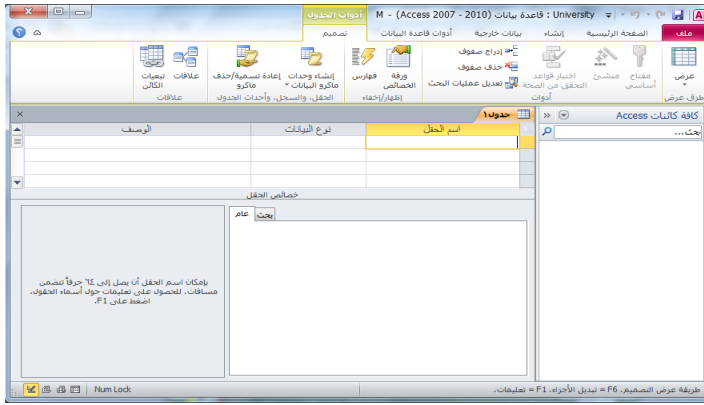 University : قاعدة بيانات (Access 2007 - 2010) - M
أدوات الجدول
ملف
الصفحة الرئيسية
إنشاء
بيانات خارجية
أدوات قاعدة البيانات
تصميم
عرض
مفتاح أساسي
منشئ
اختبار قواعد التحقق من الصحة
إدراج صفوف
حذف صفوف
تعديل عمليات البحث
ورقة الخصائص
فهارس
إنشاء وحدات ماكرو البيانات
إعادة تسمية/حذف ماكرو
علاقات
تبعيات الكائن
طرق عرض
أدوات
إظهار/إخفاء
الحقل، والسجل، وأحداث الجدول
علاقات
كافة كائنات Access
بحث...
جدول١
اسم الحقل
نوع البيانات
الوصف
خصائص الحقل
عام
بحث
بإمكان اسم الحقل أن يصل إلى ٦٤ حرفاً تتضمن
مسافات. للحصول على تعليمات حول أسماء الحقول،
اضغط على F1.
طريقة عرض التصميم. F6 = تبديل الأجزاء. F1 = تعليمات.
Num Lock